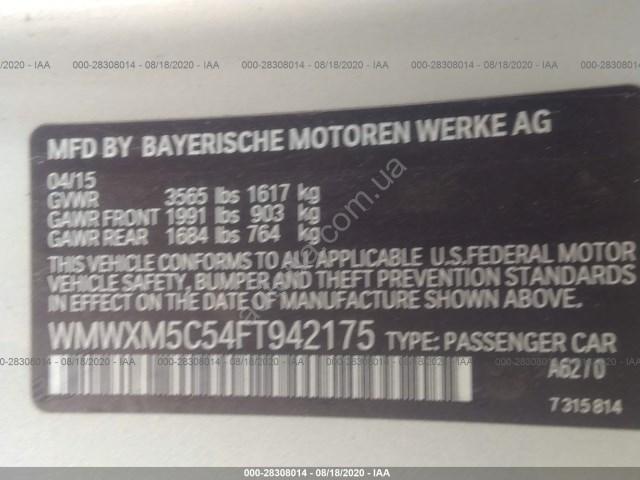 20 - IAA 000-28308014 - 08/18/2020 - IAA 000-28308014 - 08/18/2020 - IAA 000-28308014 - 08/
MFD BY BAYERISCHE MOTOREN WERKE AG
04/15
GVWR 3565 lbs 1617 kg
GAWR FRONT 1991 lbs 903 kg
GAWR REAR 1684 lbs 764 kg
THIS VEHICLE CONFORMS TO ALL APPLICABLE U.S.FEDERAL MOTOR
VEHICLE SAFETY, BUMPER AND THEFT PREVENTION STANDARDS
IN EFFECT ON THE DATE OF MANUFACTURE SHOWN ABOVE.
WMWXM5C54FT942175 TYPE: PASSENGER CAR
A62/0
7315814
000-28308014 - 08/18/2020 - IAA